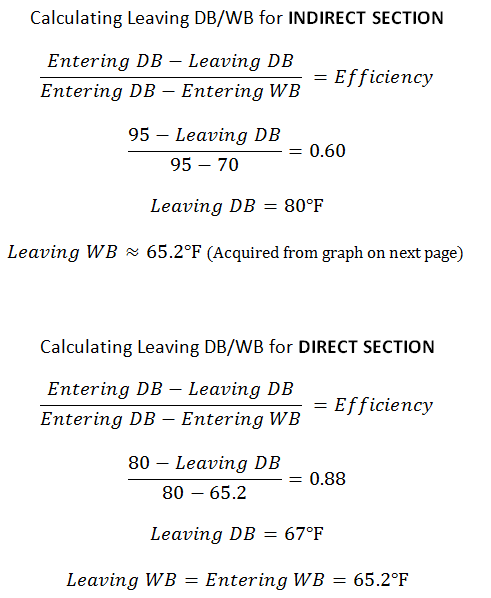 Calculating Leaving DB/WB for INDIRECT SECTION
Entering DB − Leaving DB
Entering DB − Entering WB
= Efficiency
95 − Leaving DB
95 − 70
= 0.60
Leaving DB = 80°F
Leaving WB ≈ 65.2°F (Acquired from graph on next page)
Calculating Leaving DB/WB for DIRECT SECTION
Entering DB − Leaving DB
Entering DB − Entering WB
= Efficiency
80 − Leaving DB
80 − 65.2
= 0.88
Leaving DB = 67°F
Leaving WB = Entering WB = 65.2°F